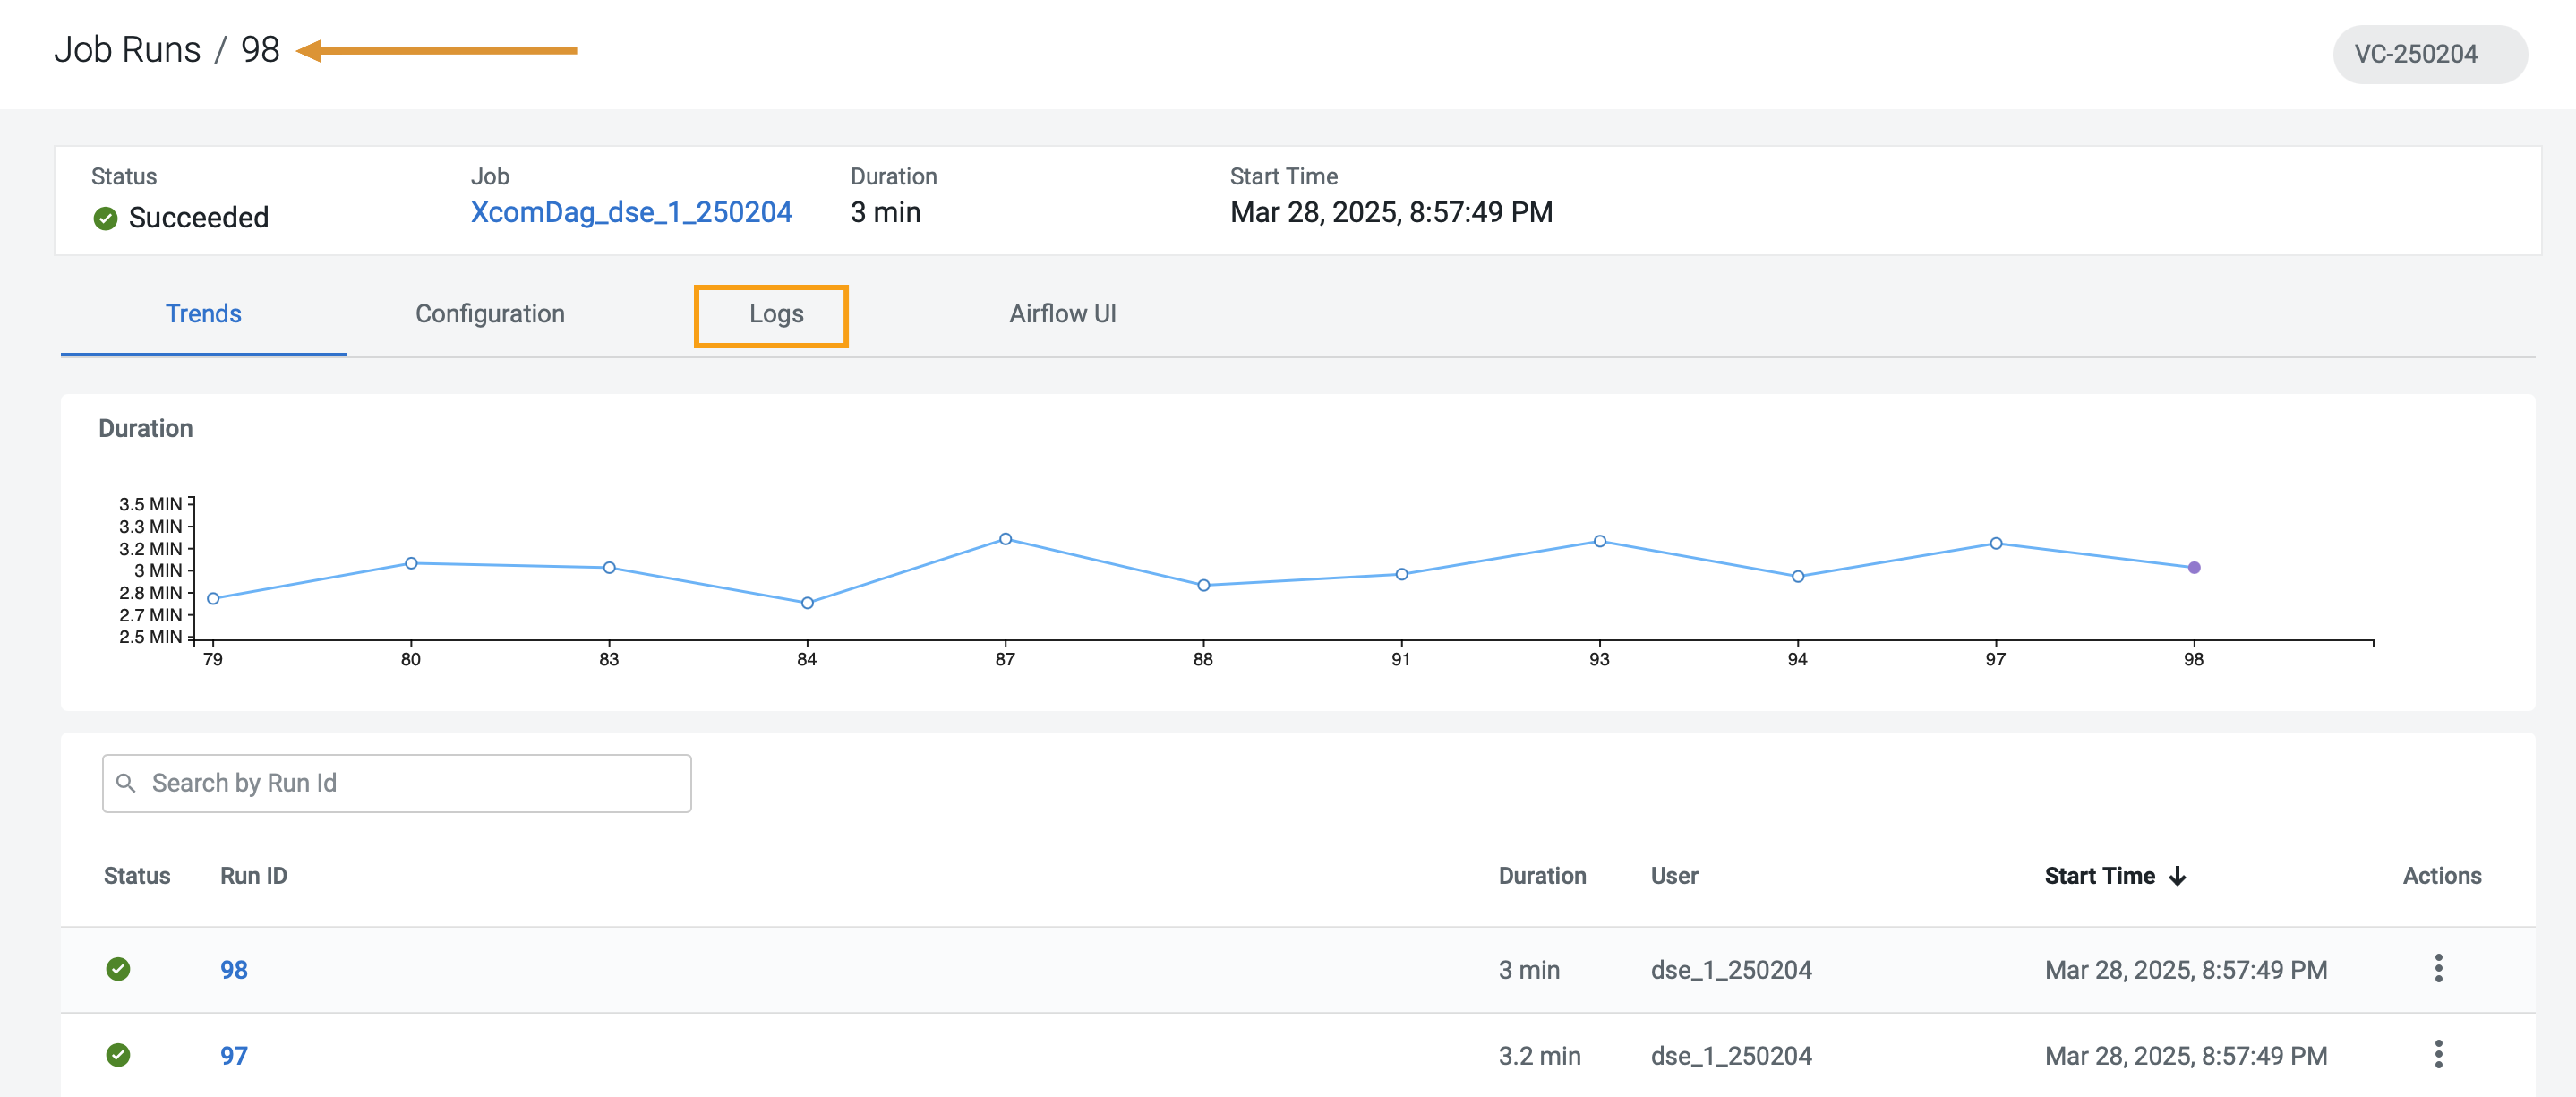 Job Runs / 98
VC-250204
Status Job Duration Start Time
Succeeded XcomDag_dse_1_250204 3 min Mar 28, 2025, 8:57:49 PM
Trends Configuration Logs Airflow UI
Duration
3.5 MIN
3.3 MIN
3.2 MIN
3 MIN
2.8 MIN
2.7 MIN
2.5 MIN
79 80 83 84 87 88 91 93 94 97 98
Search by Run Id
Status Run ID Duration User Start Time Actions
98 3 min dse_1_250204 Mar 28, 2025, 8:57:49 PM
97 3.2 min dse_1_250204 Mar 28, 2025, 8:57:49 PM